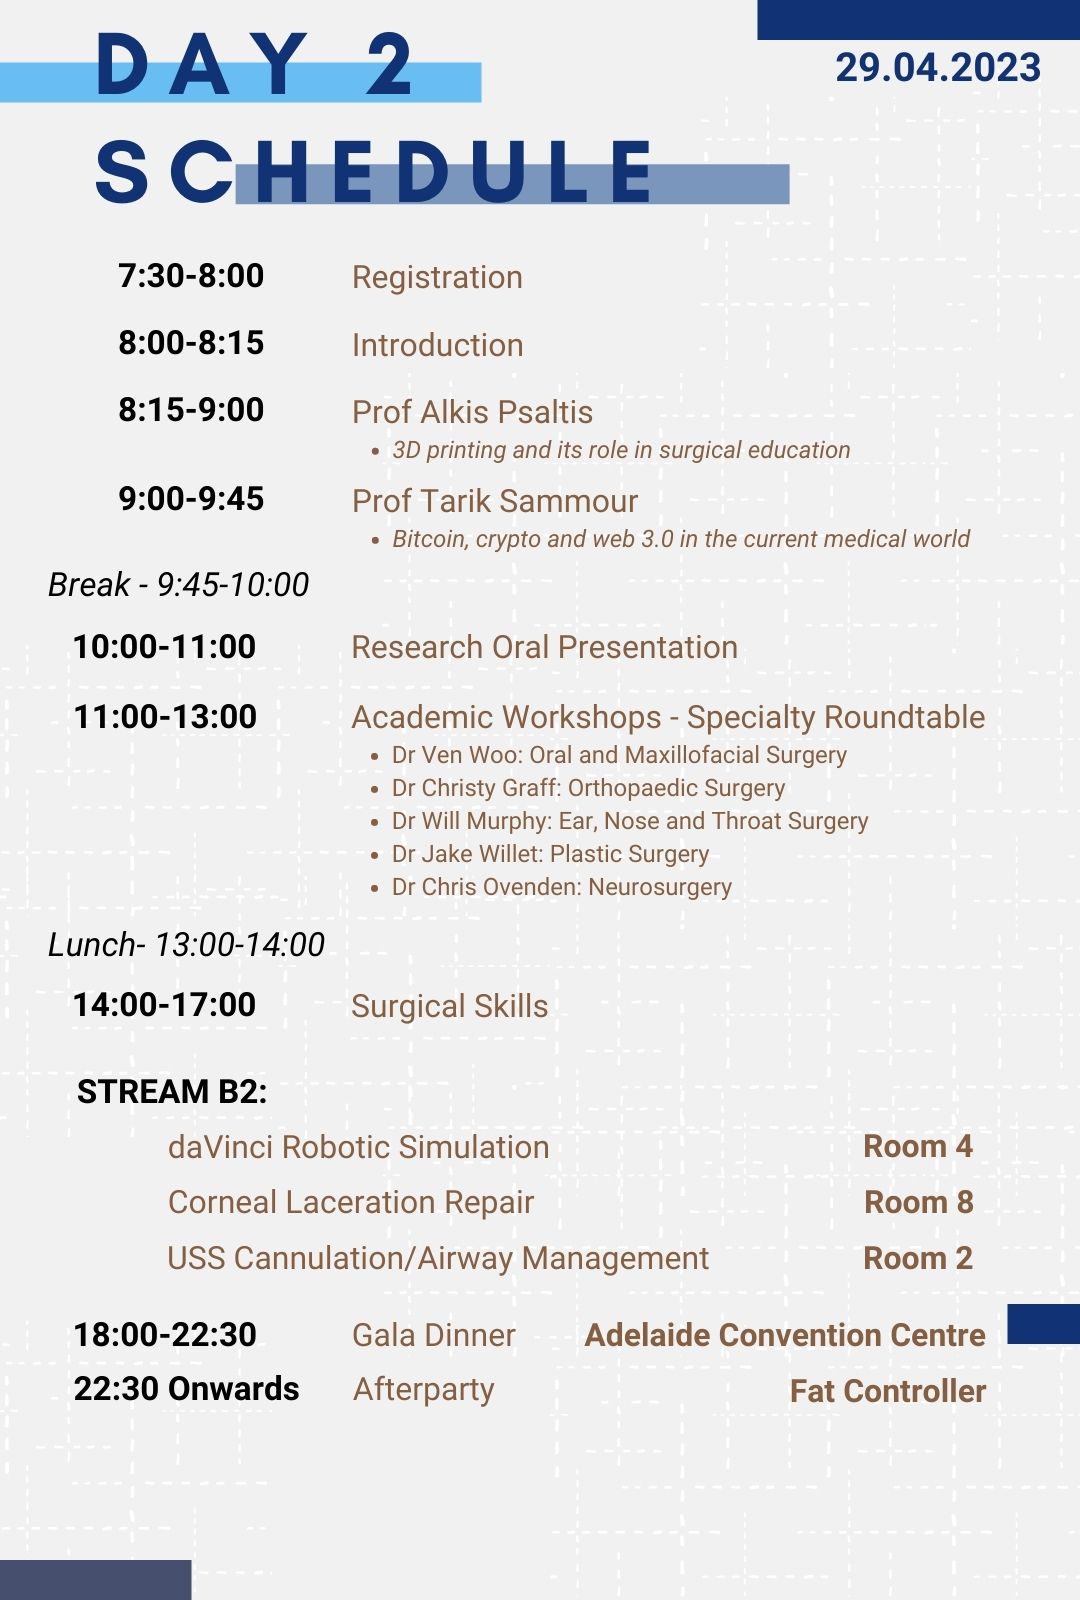 DAY 2
29.04.2023
SCHEDULE
7:30-8:00 Registration
8:00-8:15 Introduction
8:15-9:00 Prof Alkis Psaltis
• 3D printing and its role in surgical education
9:00-9:45 Prof Tarik Sammour
• Bitcoin, crypto and web 3.0 in the current medical world
Break - 9:45-10:00
10:00-11:00 Research Oral Presentation
11:00-13:00 Academic Workshops - Specialty Roundtable
• Dr Ven Woo: Oral and Maxillofacial Surgery
• Dr Christy Graff: Orthopaedic Surgery
• Dr Will Murphy: Ear, Nose and Throat Surgery
• Dr Jake Willet: Plastic Surgery
• Dr Chris Ovenden: Neurosurgery
Lunch- 13:00-14:00
14:00-17:00 Surgical Skills
STREAM B2:
daVinci Robotic Simulation Room 4
Corneal Laceration Repair Room 8
USS Cannulation/Airway Management Room 2
18:00-22:30 Gala Dinner Adelaide Convention Centre
22:30 Onwards Afterparty Fat Controller